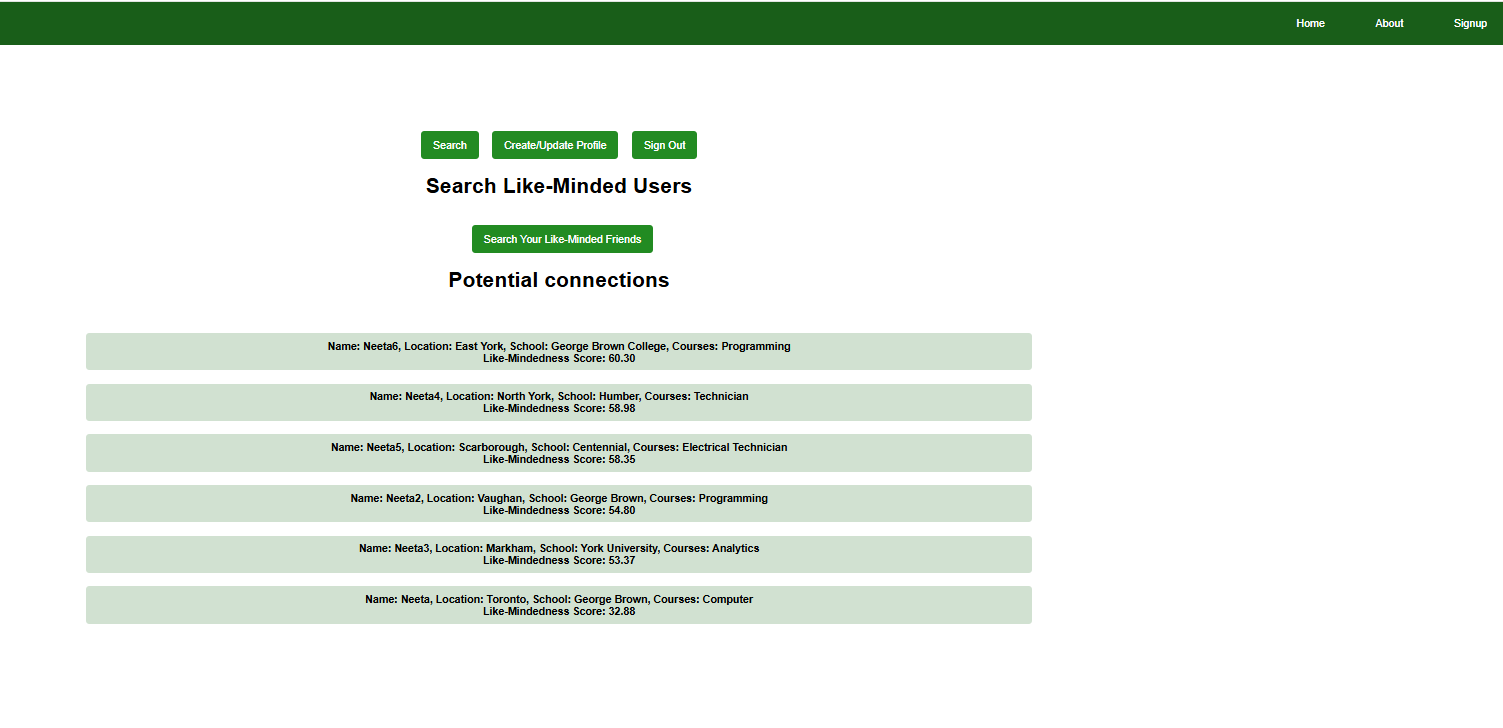 Home About Signup
Search Create/Update Profile Sign Out
Search Like-Minded Users
Search Your Like-Minded Friends
Potential connections
Name: Neeta6, Location: East York, School: George Brown College, Courses: Programming
Like-Mindedness Score: 60.30
Name: Neeta4, Location: North York, School: Humber, Courses: Technician
Like-Mindedness Score: 58.98
Name: Neeta5, Location: Scarborough, School: Centennial, Courses: Electrical Technician
Like-Mindedness Score: 58.35
Name: Neeta2, Location: Vaughan, School: George Brown, Courses: Programming
Like-Mindedness Score: 54.80
Name: Neeta3, Location: Markham, School: York University, Courses: Analytics
Like-Mindedness Score: 53.37
Name: Neeta, Location: Toronto, School: George Brown, Courses: Computer
Like-Mindedness Score: 32.88